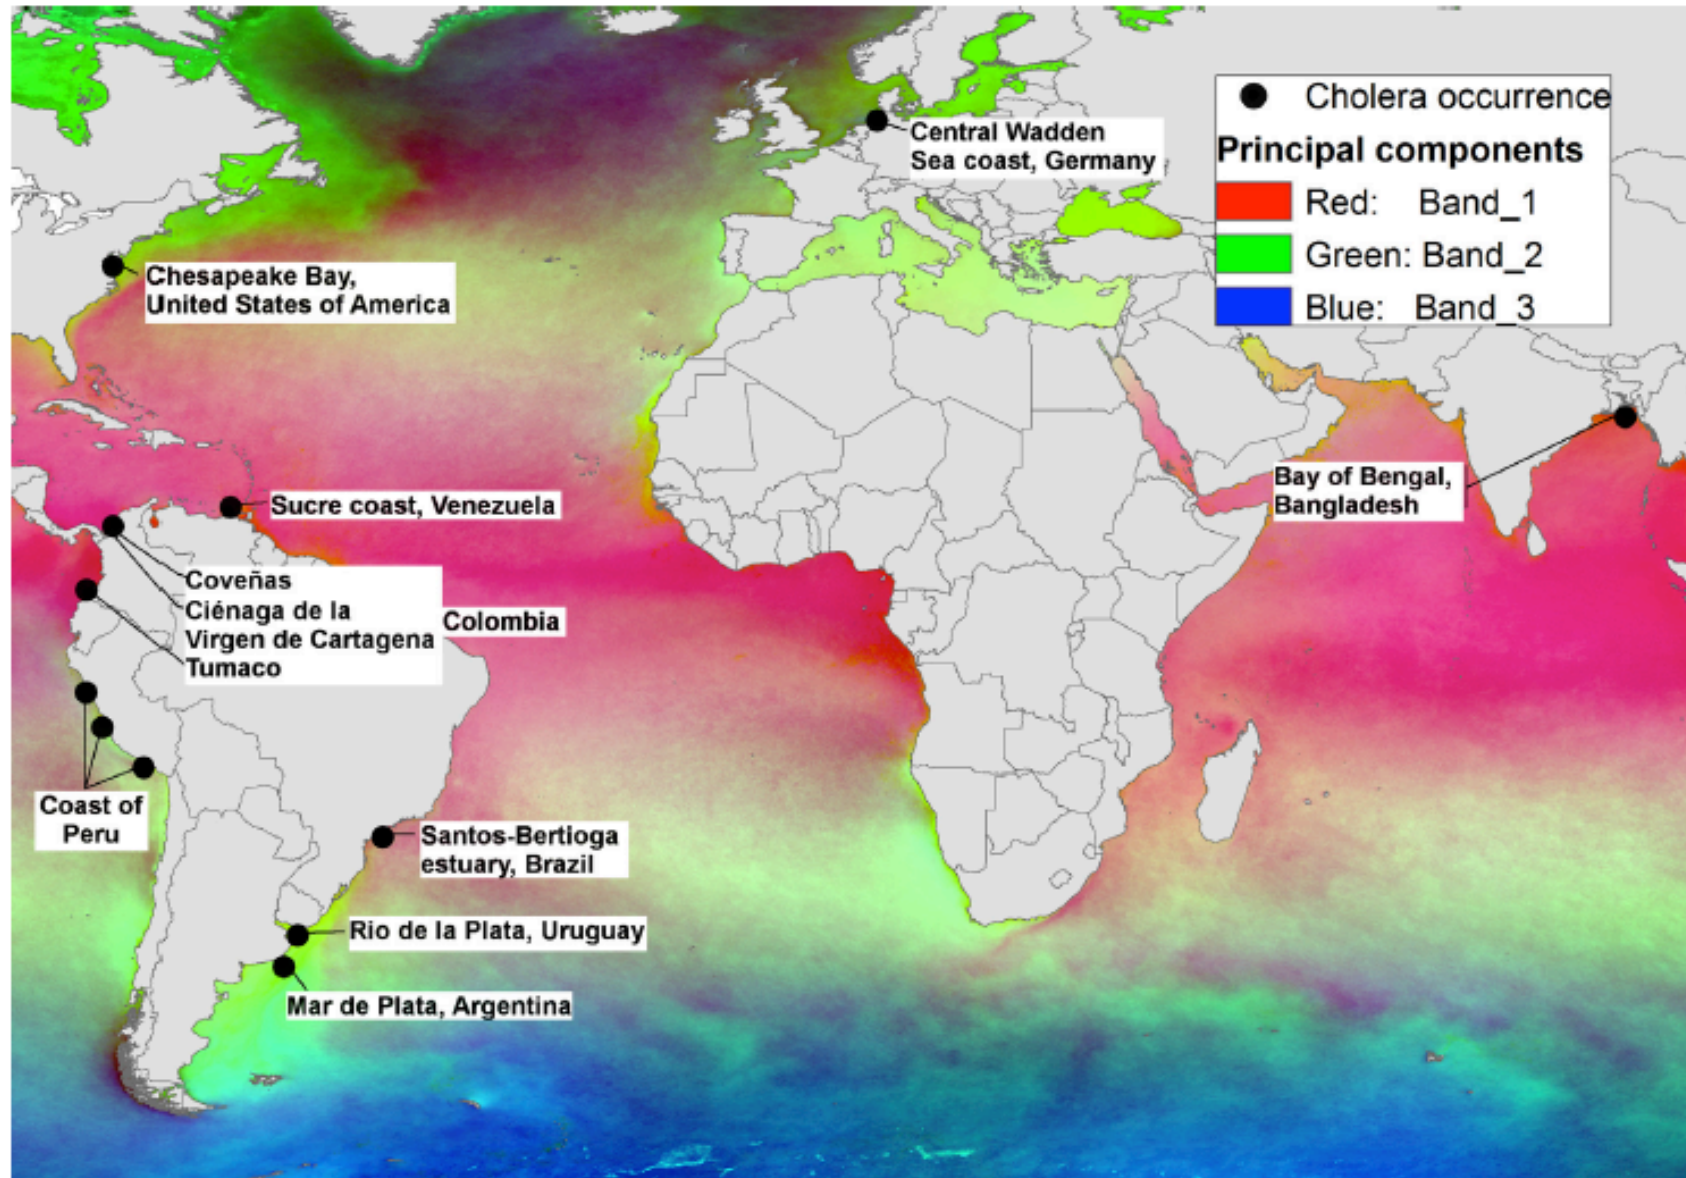 Cholera occurrence
Principal components
Red: Band_1
Green: Band_2
Blue: Band_3
Central Wadden
Sea coast, Germany
Chesapeake Bay,
United States of America
Bay of Bengal,
Bangladesh
Sucre coast, Venezuela
Coveñas
Ciénaga de la
Virgen de Cartagena
Tumaco
Colombia
Coast of
Peru
Santos-Bertioga
estuary, Brazil
Rio de la Plata, Uruguay
Mar de Plata, Argentina